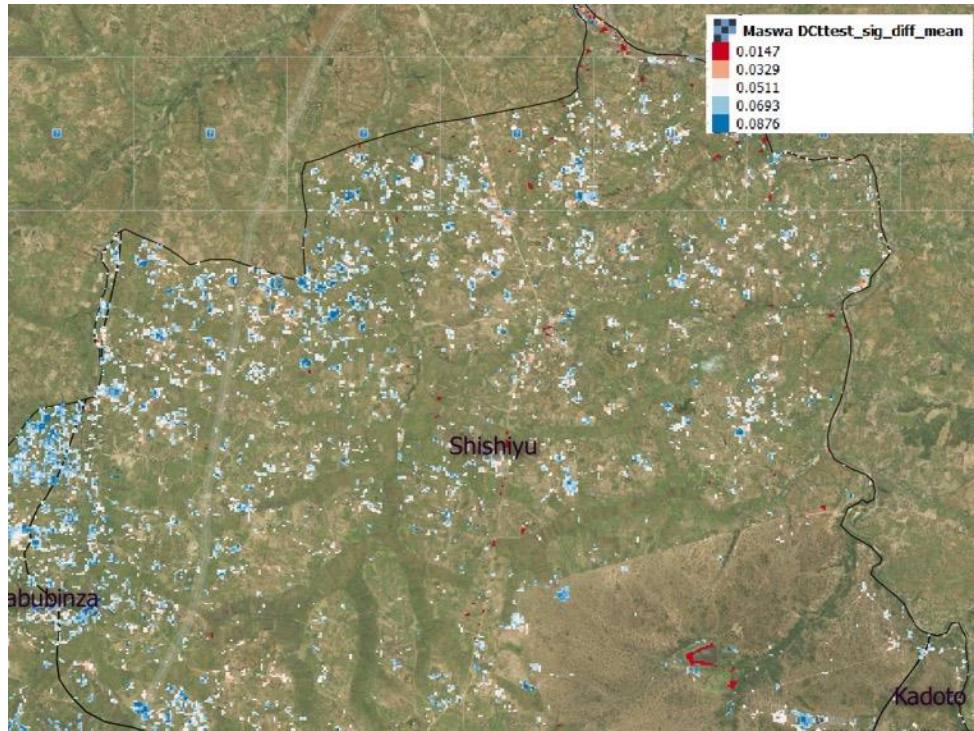 Maswa DCttest_sig_diff_mean
0.0147
0.0329
0.0511
0.0693
0.0876
Shishiyu
abubinza
Kadoto